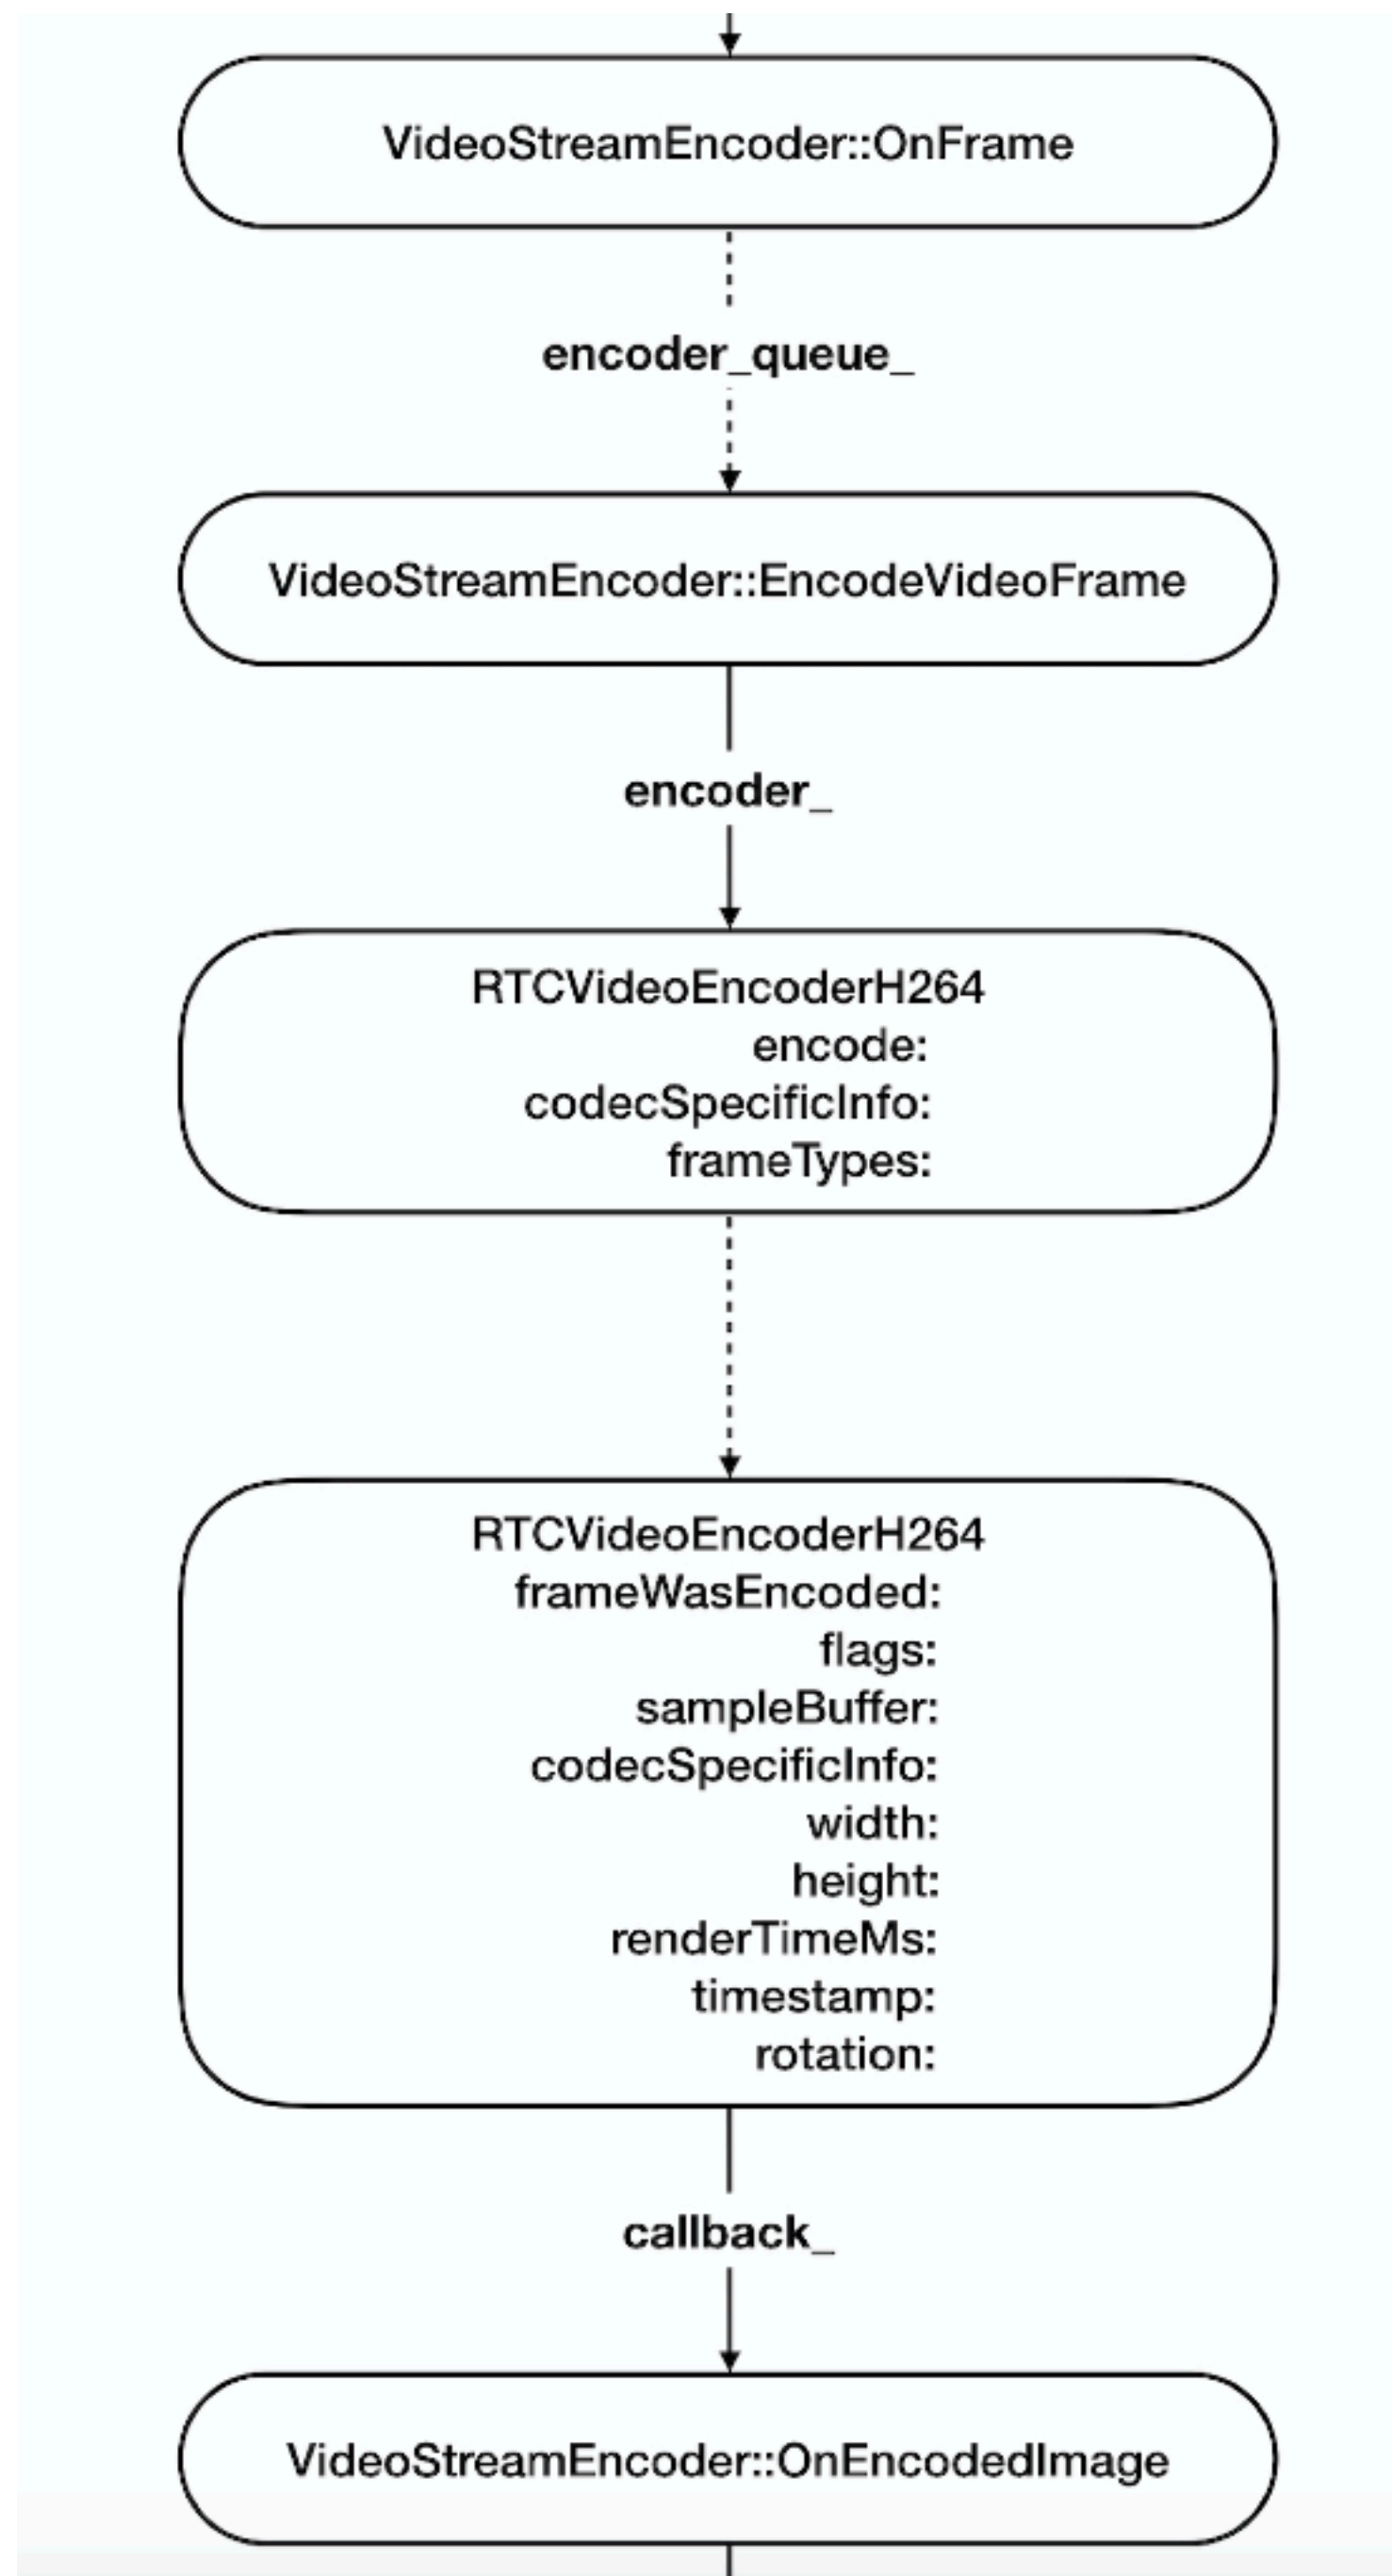 VideoStreamEncoder::OnFrame
encoder_queue_
VideoStreamEncoder::EncodeVideoFrame
encoder_
RTCVideoEncoderH264
encode:
codecSpecificInfo:
frameTypes:
RTCVideoEncoderH264
frameWasEncoded:
flags:
sampleBuffer:
codecSpecificInfo:
width:
height:
renderTimeMs:
timestamp:
rotation:
callback_
VideoStreamEncoder::OnEncodedImage